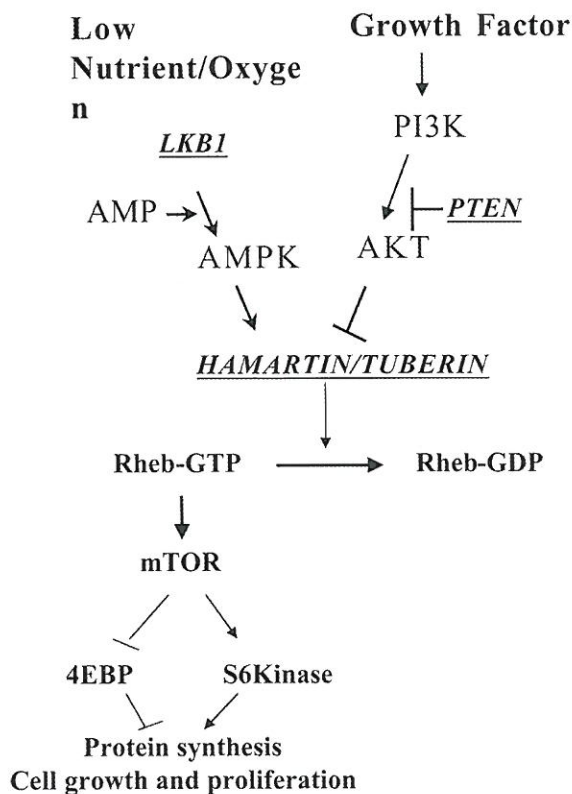 Low
Nutrient/Oxyge
n
Growth Factor
PI3K
LKB1
AMP
PTEN
AMPK
AKT
HAMARTIN/TUBERIN
Rheb-GTP
Rheb-GDP
mTOR
4EBP
S6Kinase
Protein synthesis
Cell growth and proliferation